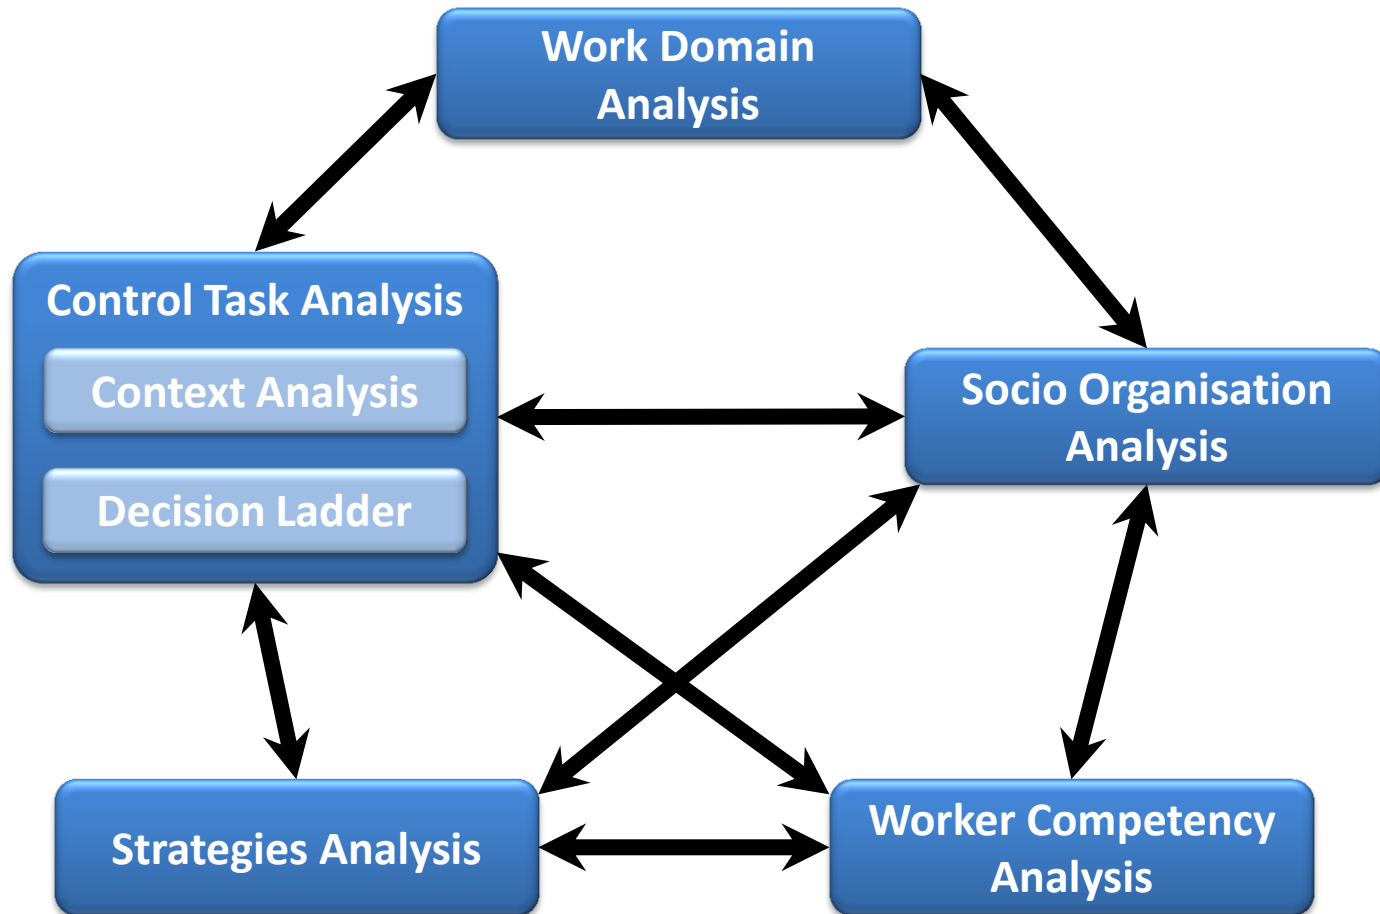 Work Domain
Analysis
Control Task Analysis
Context Analysis
Decision Ladder
Socio Organisation
Analysis
Strategies Analysis
Worker Competency
Analysis